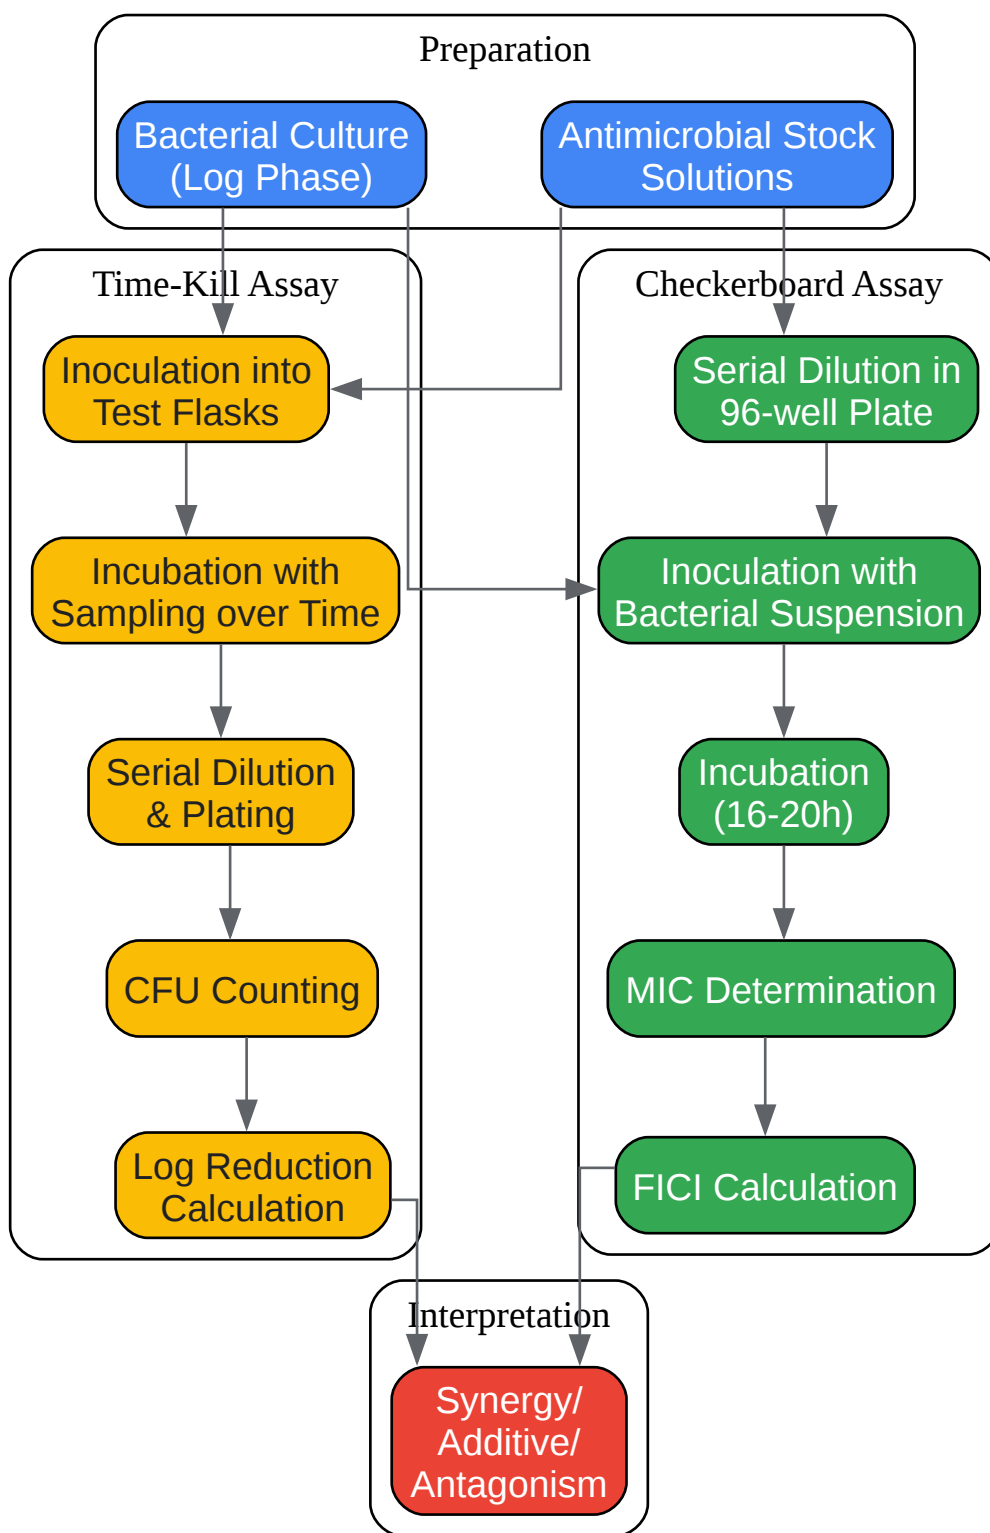 Preparation
Bacterial Culture
(Log Phase)
Antimicrobial Stock
Solutions
Time-Kill Assay
Inoculation into
Test Flasks
Incubation with
Sampling over Time
Serial Dilution
& Plating
CFU Counting
Log Reduction
Calculation
Checkerboard Assay
Serial Dilution in
96-well Plate
Inoculation with
Bacterial Suspension
Incubation
(16-20h)
MIC Determination
FICI Calculation
Interpretation
Synergy/
Additive/
Antagonism